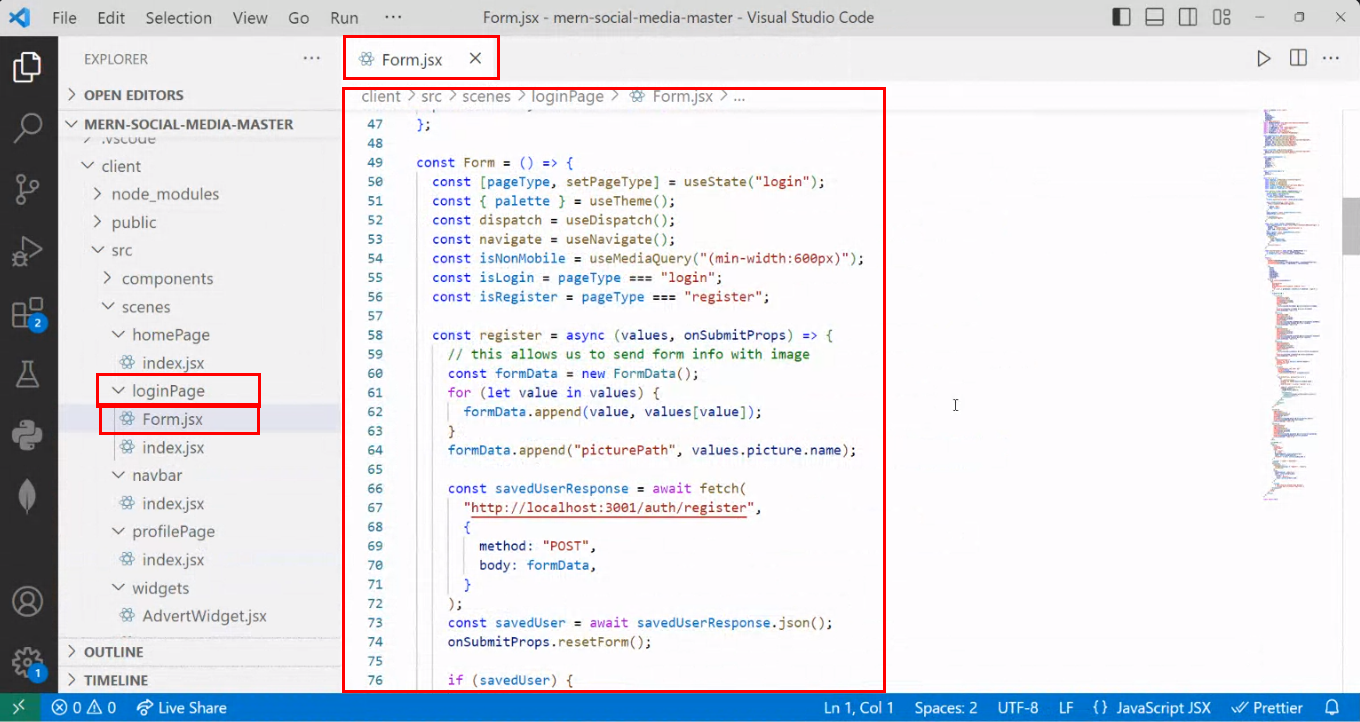 File Edit Selection View Go Run ··· Form.jsx - mern-social-media-master - Visual Studio Code
EXPLORER ···
OPEN EDITORS
MERN-SOCIAL-MEDIA-MASTER
.vscode
client
node_modules
public
src
components
scenes
homePage
index.jsx
loginPage
Form.jsx
index.jsx
navbar
index.jsx
profilePage
index.jsx
widgets
AdvertWidget.jsx
OUTLINE
TIMELINE
2
1
Form.jsx
client > src > scenes > loginPage > Form.jsx > ...
47 };
48
49 const Form = () => {
50 const [pageType, setPageType] = useState("login");
51 const { palette } = useTheme();
52 const dispatch = useDispatch();
53 const navigate = useNavigate();
54 const isNonMobile = useMediaQuery("(min-width:600px)");
55 const isLogin = pageType === "login";
56 const isRegister = pageType === "register";
57
58 const register = async (values, onSubmitProps) => {
59 // this allows us to send form info with image
60 const formData = new FormData();
61 for (let value in values) {
62 formData.append(value, values[value]);
63 }
64 formData.append("picturePath", values.picture.name);
65
66 const savedUserResponse = await fetch(
67 "http://localhost:3001/auth/register",
68 {
69 method: "POST",
70 body: formData,
71 }
72 );
73 const savedUser = await savedUserResponse.json();
74 onSubmitProps.resetForm();
75
76 if (savedUser) {
0 0 Live Share Ln 1, Col 1 Spaces: 2 UTF-8 LF {} JavaScript JSX Prettier